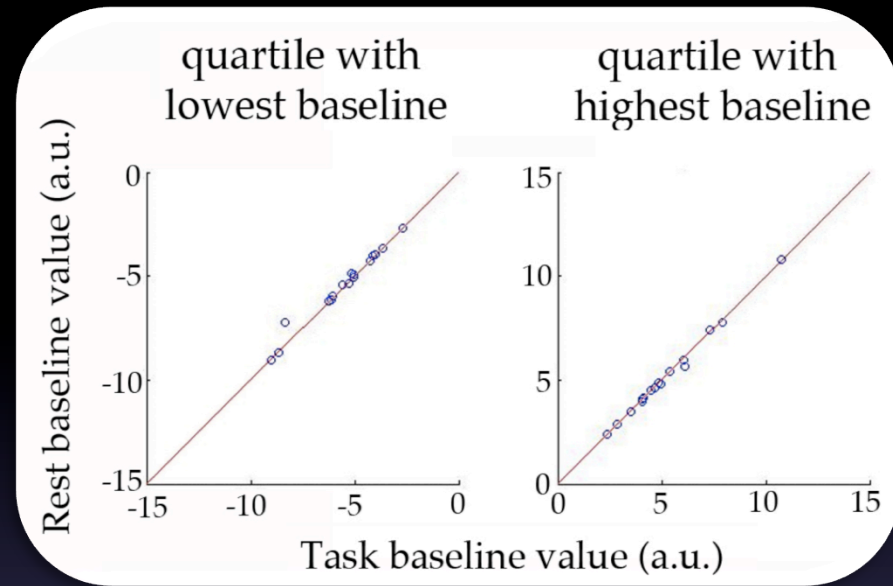 quartile with
lowest baseline
quartile with
highest baseline
Rest baseline value (a.u.)
0
-5
-10
-15
-15
-10
-5
0
15
10
5
0
0
5
10
15
Task baseline value (a.u.)